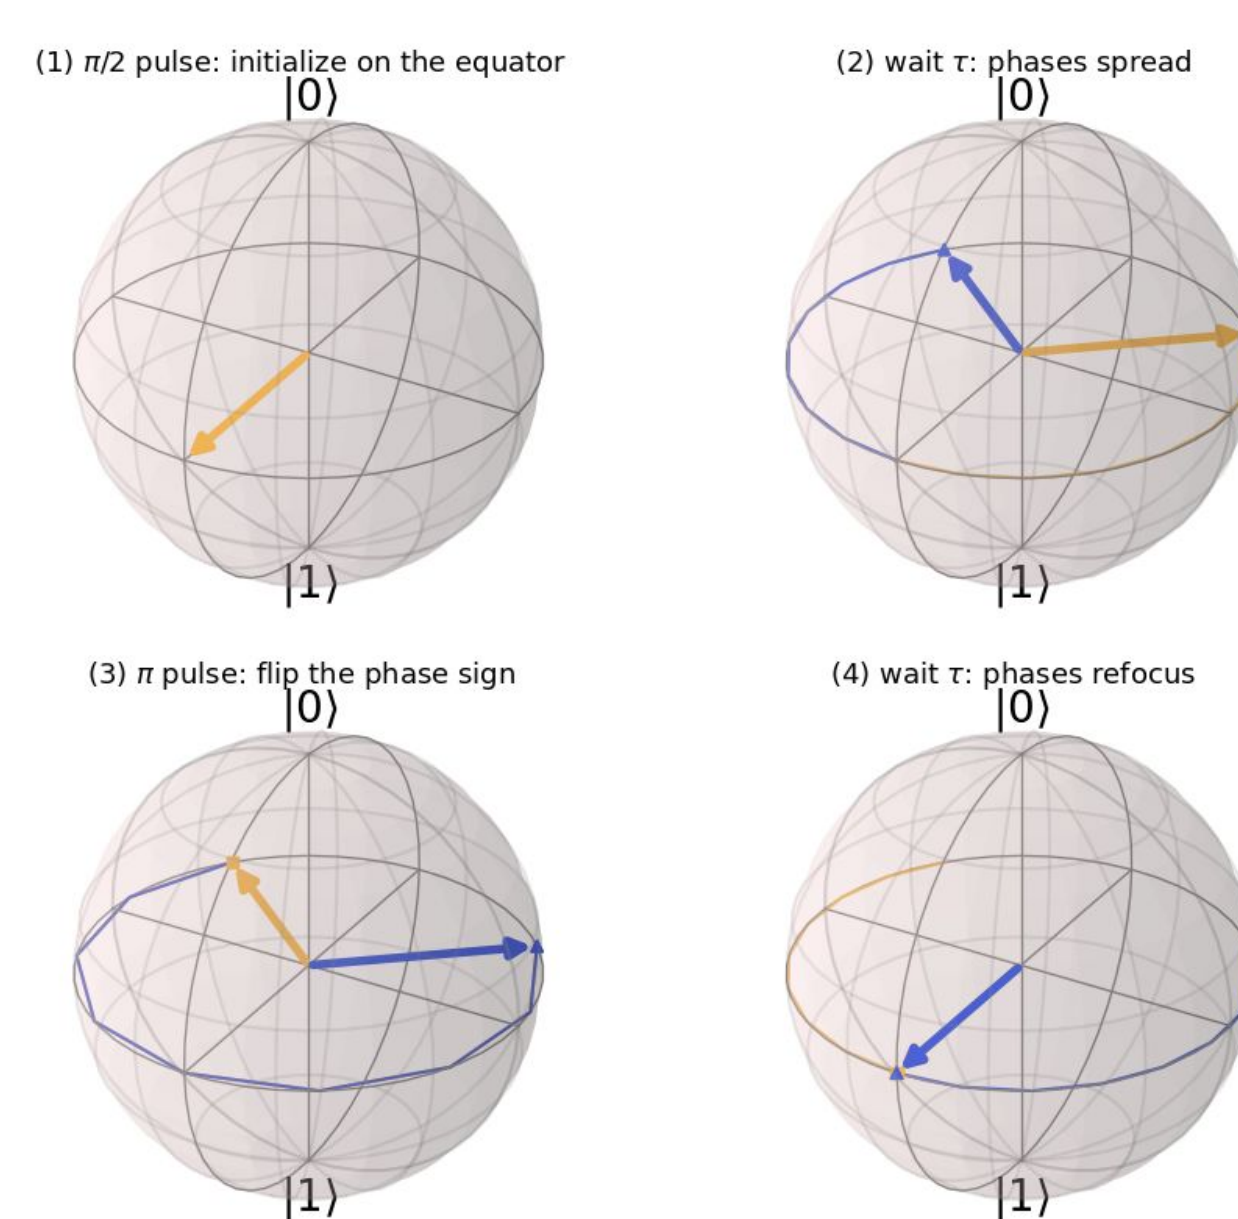 (1) π/2 pulse: initialize on the equator
|0⟩
|1⟩
(2) wait τ: phases spread
|0⟩
|1⟩
(3) π pulse: flip the phase sign
|0⟩
|1⟩
(4) wait τ: phases refocus
|0⟩
|1⟩